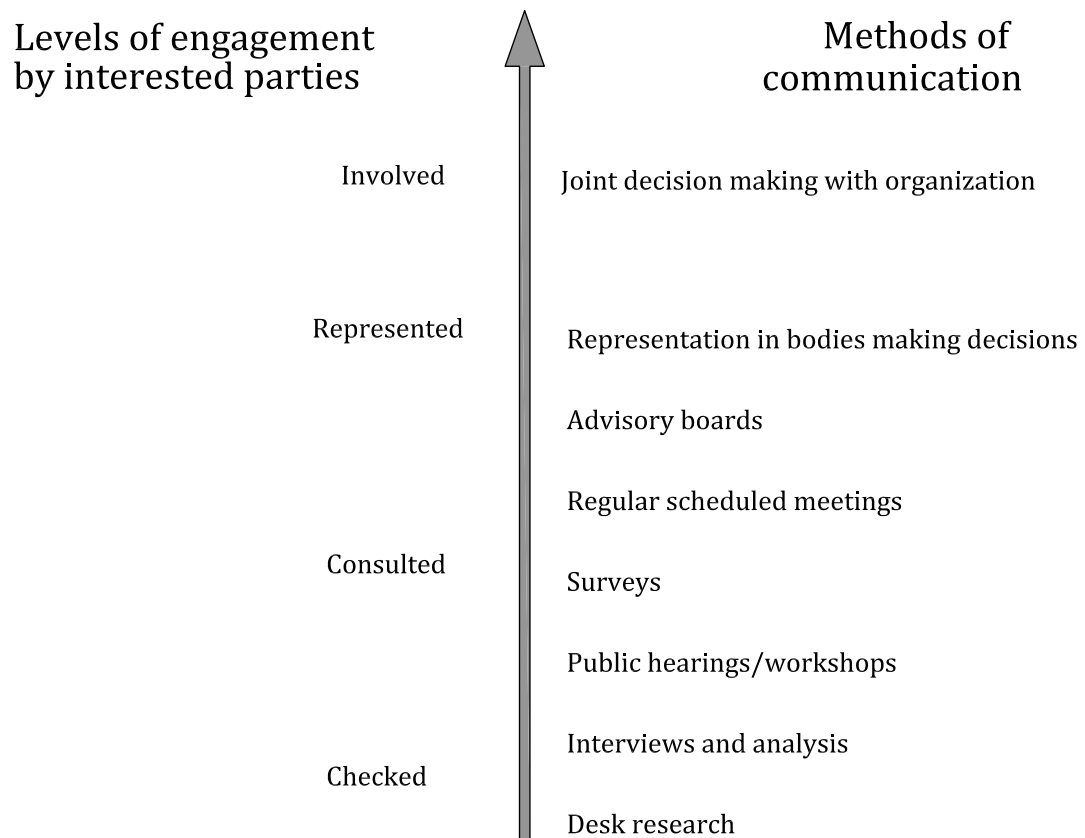 Levels of engagement
by interested parties
Methods of
communication
Involved
Joint decision making with organization
Represented
Representation in bodies making decisions
Advisory boards
Regular scheduled meetings
Consulted
Surveys
Public hearings/workshops
Interviews and analysis
Checked
Desk research